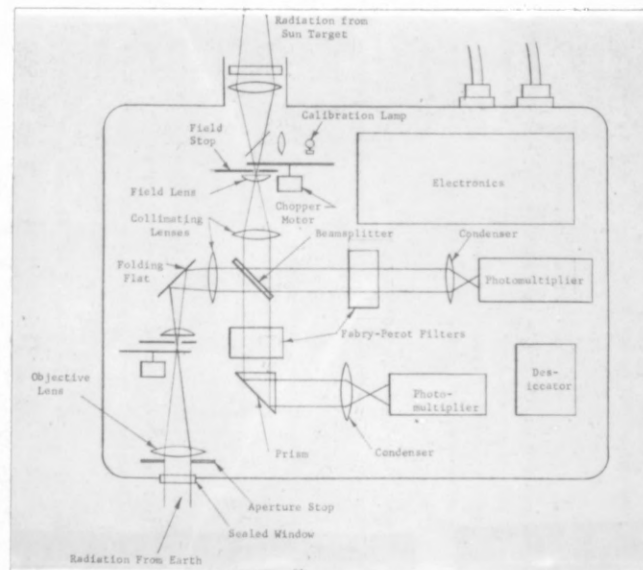 Radiation from
Sun Target
Calibration Lamp
Field
Stop
Field Lens
Electronics
Chopper
Motor
Collimating
Lenses
Beamsplitter
Condenser
Folding
Flat
Photomultiplier
Fabry-Perot Filters
Objective
Lens
Des-
iccator
Photo-
multiplier
Prism
Condenser
Aperture Stop
Sealed Window
Radiation From Earth